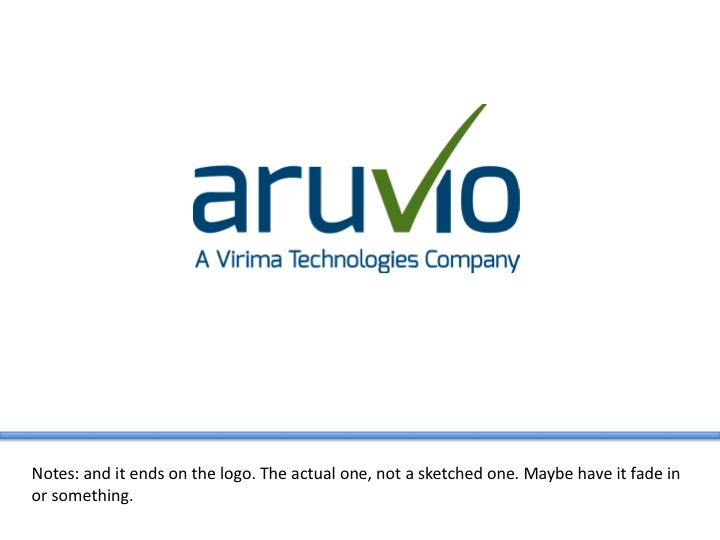 aruvio
A Virima Technologies Company
Notes: and it ends on the logo. The actual one, not a sketched one. Maybe have it fade in
or something.